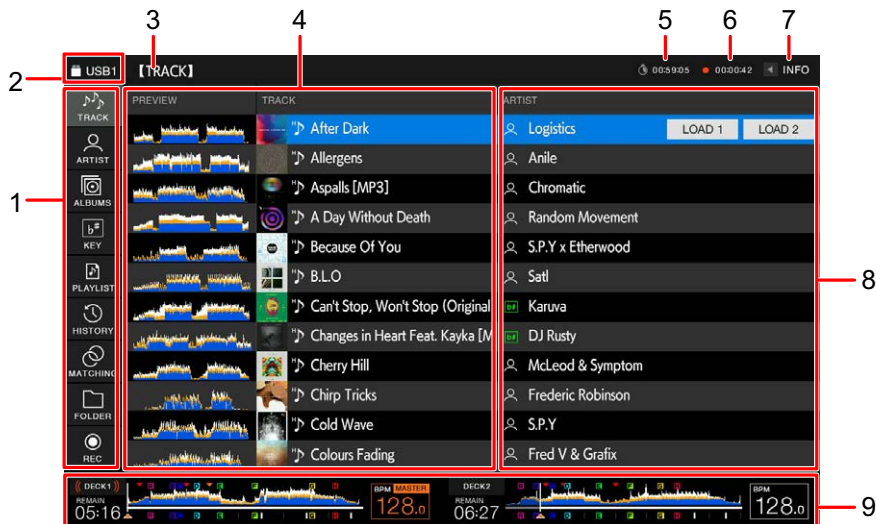 3 4 5 6 7
2 USB1 【TRACK】 00:59:05 00:00:42 INFO
PREVIEW TRACK ARTIST
TRACK
After Dark Logistics LOAD 1 LOAD 2
ARTIST
Allergens Anile
ALBUMS
Aspalls [MP3] Chromatic
1
A Day Without Death Random Movement
KEY
Because Of You S.P.Y x Etherwood
PLAYLIST
B.L.O Satl
8
HISTORY
Can't Stop, Won't Stop (Original Karuva
Changes in Heart Feat. Kayka [M DJ Rusty
MATCHING
Cherry Hill McLeod & Symptom
FOLDER
Chirp Tricks Frederic Robinson
Cold Wave S.P.Y
REC
Colours Fading Fred V & Grafix
DECK1 BPM MASTER DECK2 BPM
REMAIN REMAIN
05:16 128.0 06:27 128.0
9